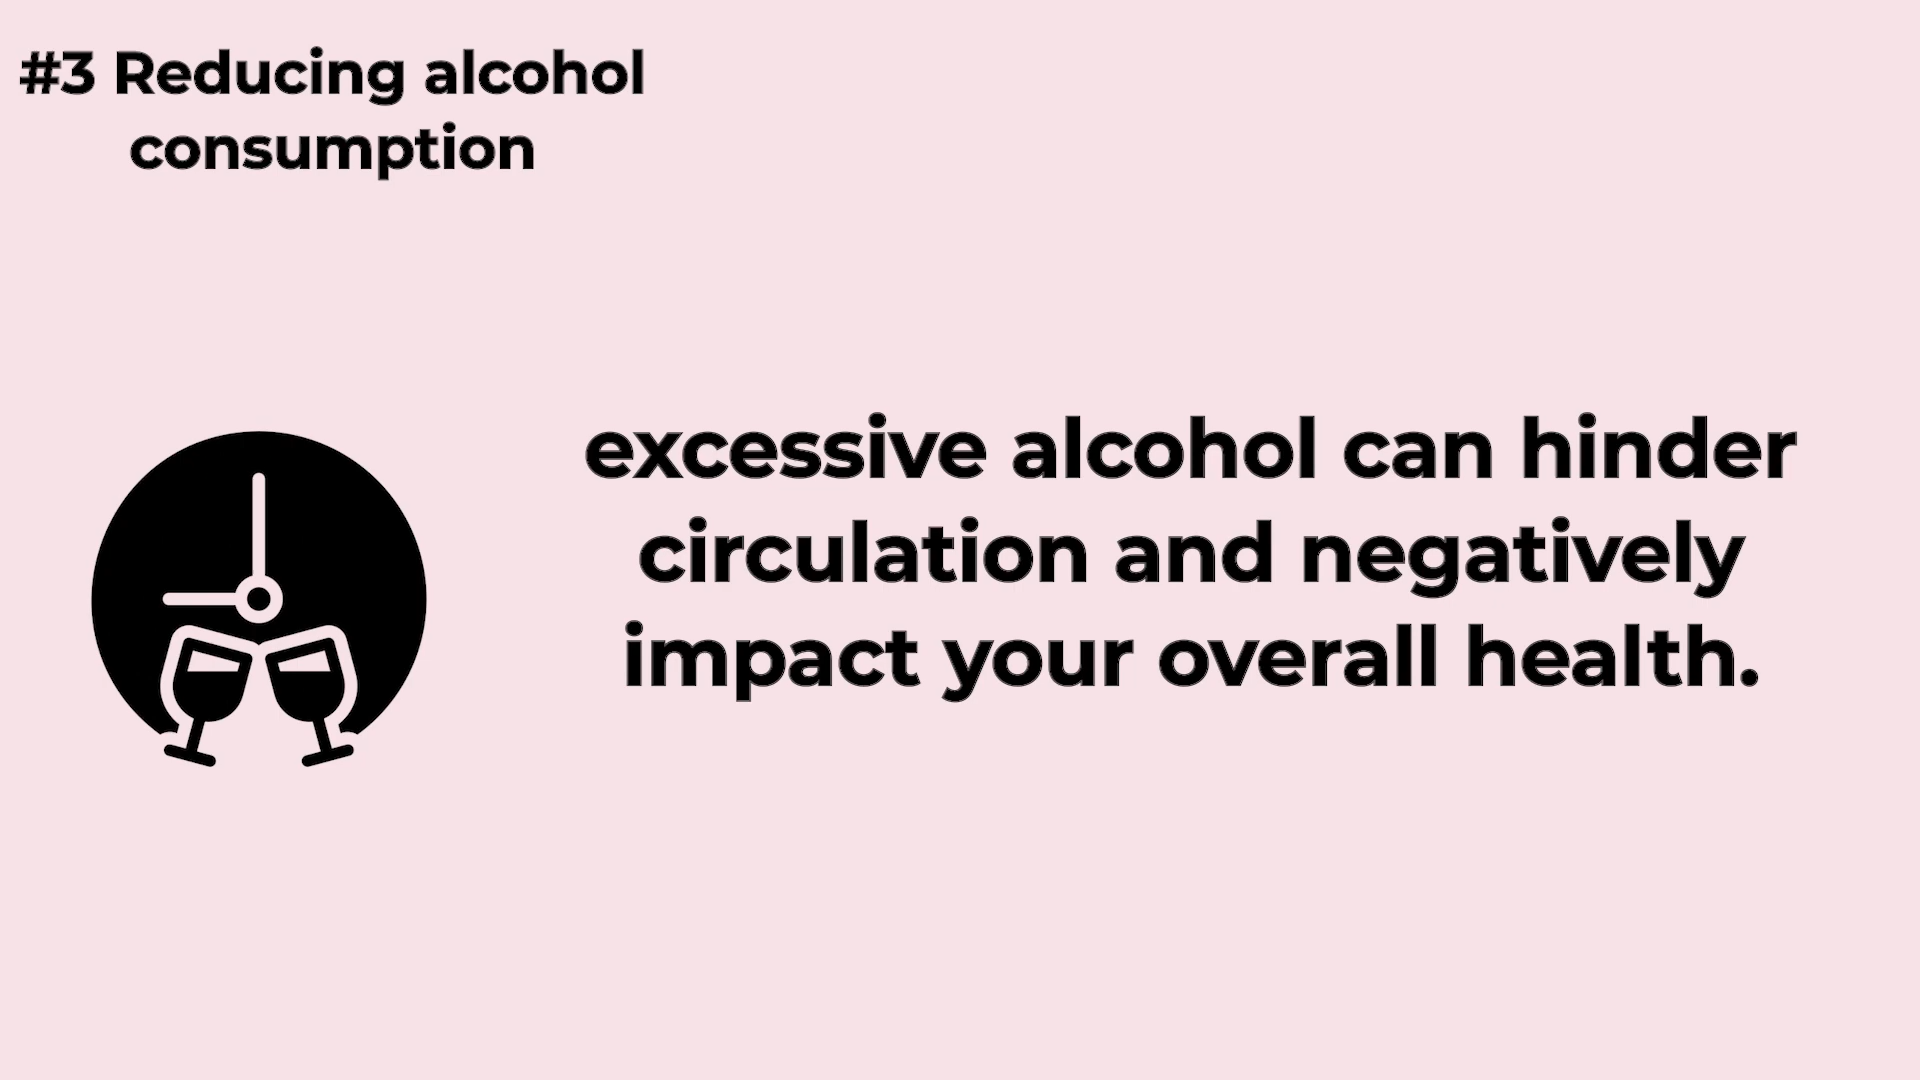 #3 Reducing alcohol
consumption
excessive alcohol can hinder
circulation and negatively
impact your overall health.